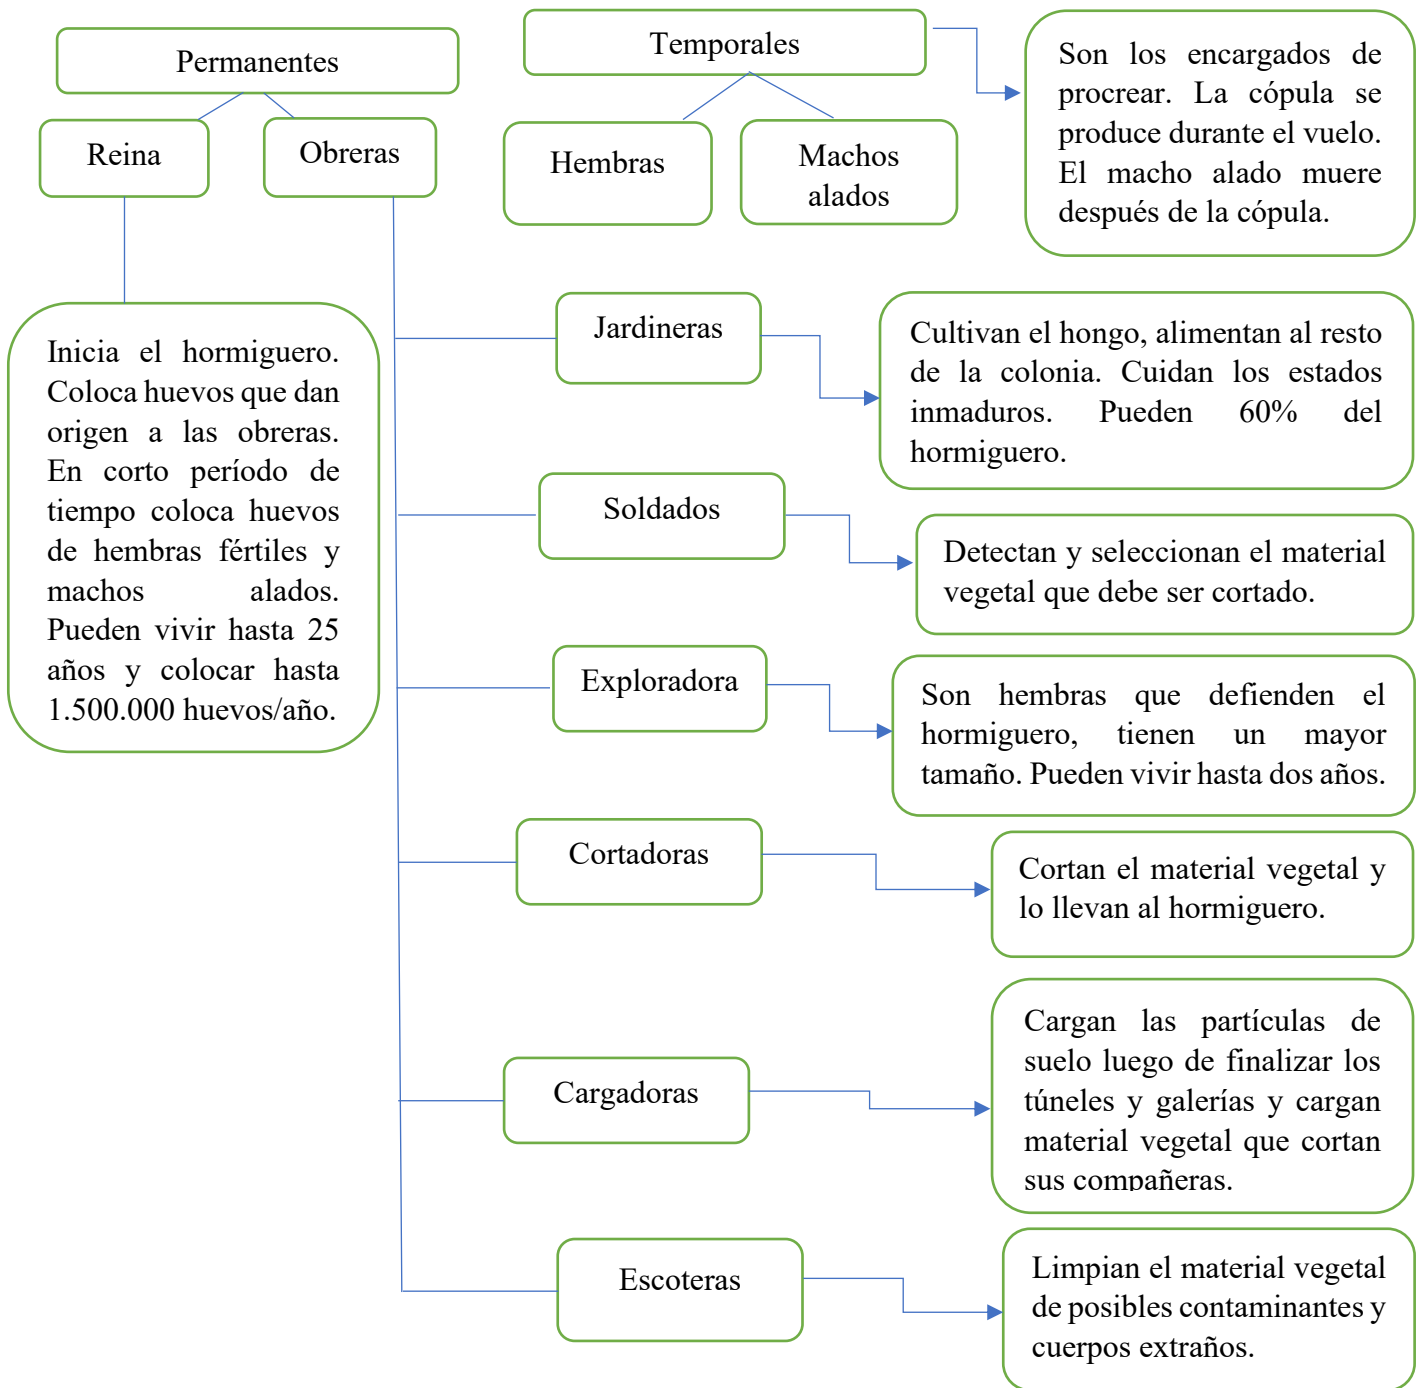 Permanentes
Reina
Obreras
Temporales
Hembras
Machos
alados
Son los encargados de
procrear. La cópula se
produce durante el vuelo.
El macho alado muere
después de la cópula.
Inicia el hormiguero.
Coloca huevos que dan
origen a las obreras.
En corto período de
tiempo coloca huevos
de hembras fértiles y
machos alados.
Pueden vivir hasta 25
años y colocar hasta
1.500.000 huevos/año.
Jardineras
Cultivan el hongo, alimentan al resto
de la colonia. Cuidan los estados
inmaduros. Pueden 60% del
hormiguero.
Soldados
Detectan y seleccionan el material
vegetal que debe ser cortado.
Exploradora
Son hembras que defienden el
hormiguero, tienen un mayor
tamaño. Pueden vivir hasta dos años.
Cortadoras
Cortan el material vegetal y
lo llevan al hormiguero.
Cargadoras
Cargan las partículas de
suelo luego de finalizar los
túneles y galerías y cargan
material vegetal que cortan
sus compañeras.
Escoteras
Limpian el material vegetal
de posibles contaminantes y
cuerpos extraños.